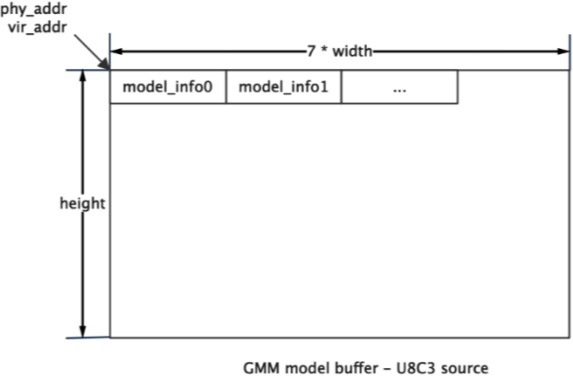 phy_addr
vir_addr
7 * width
model_info0 model_info1 ...
height
GMM model buffer – U8C3 source